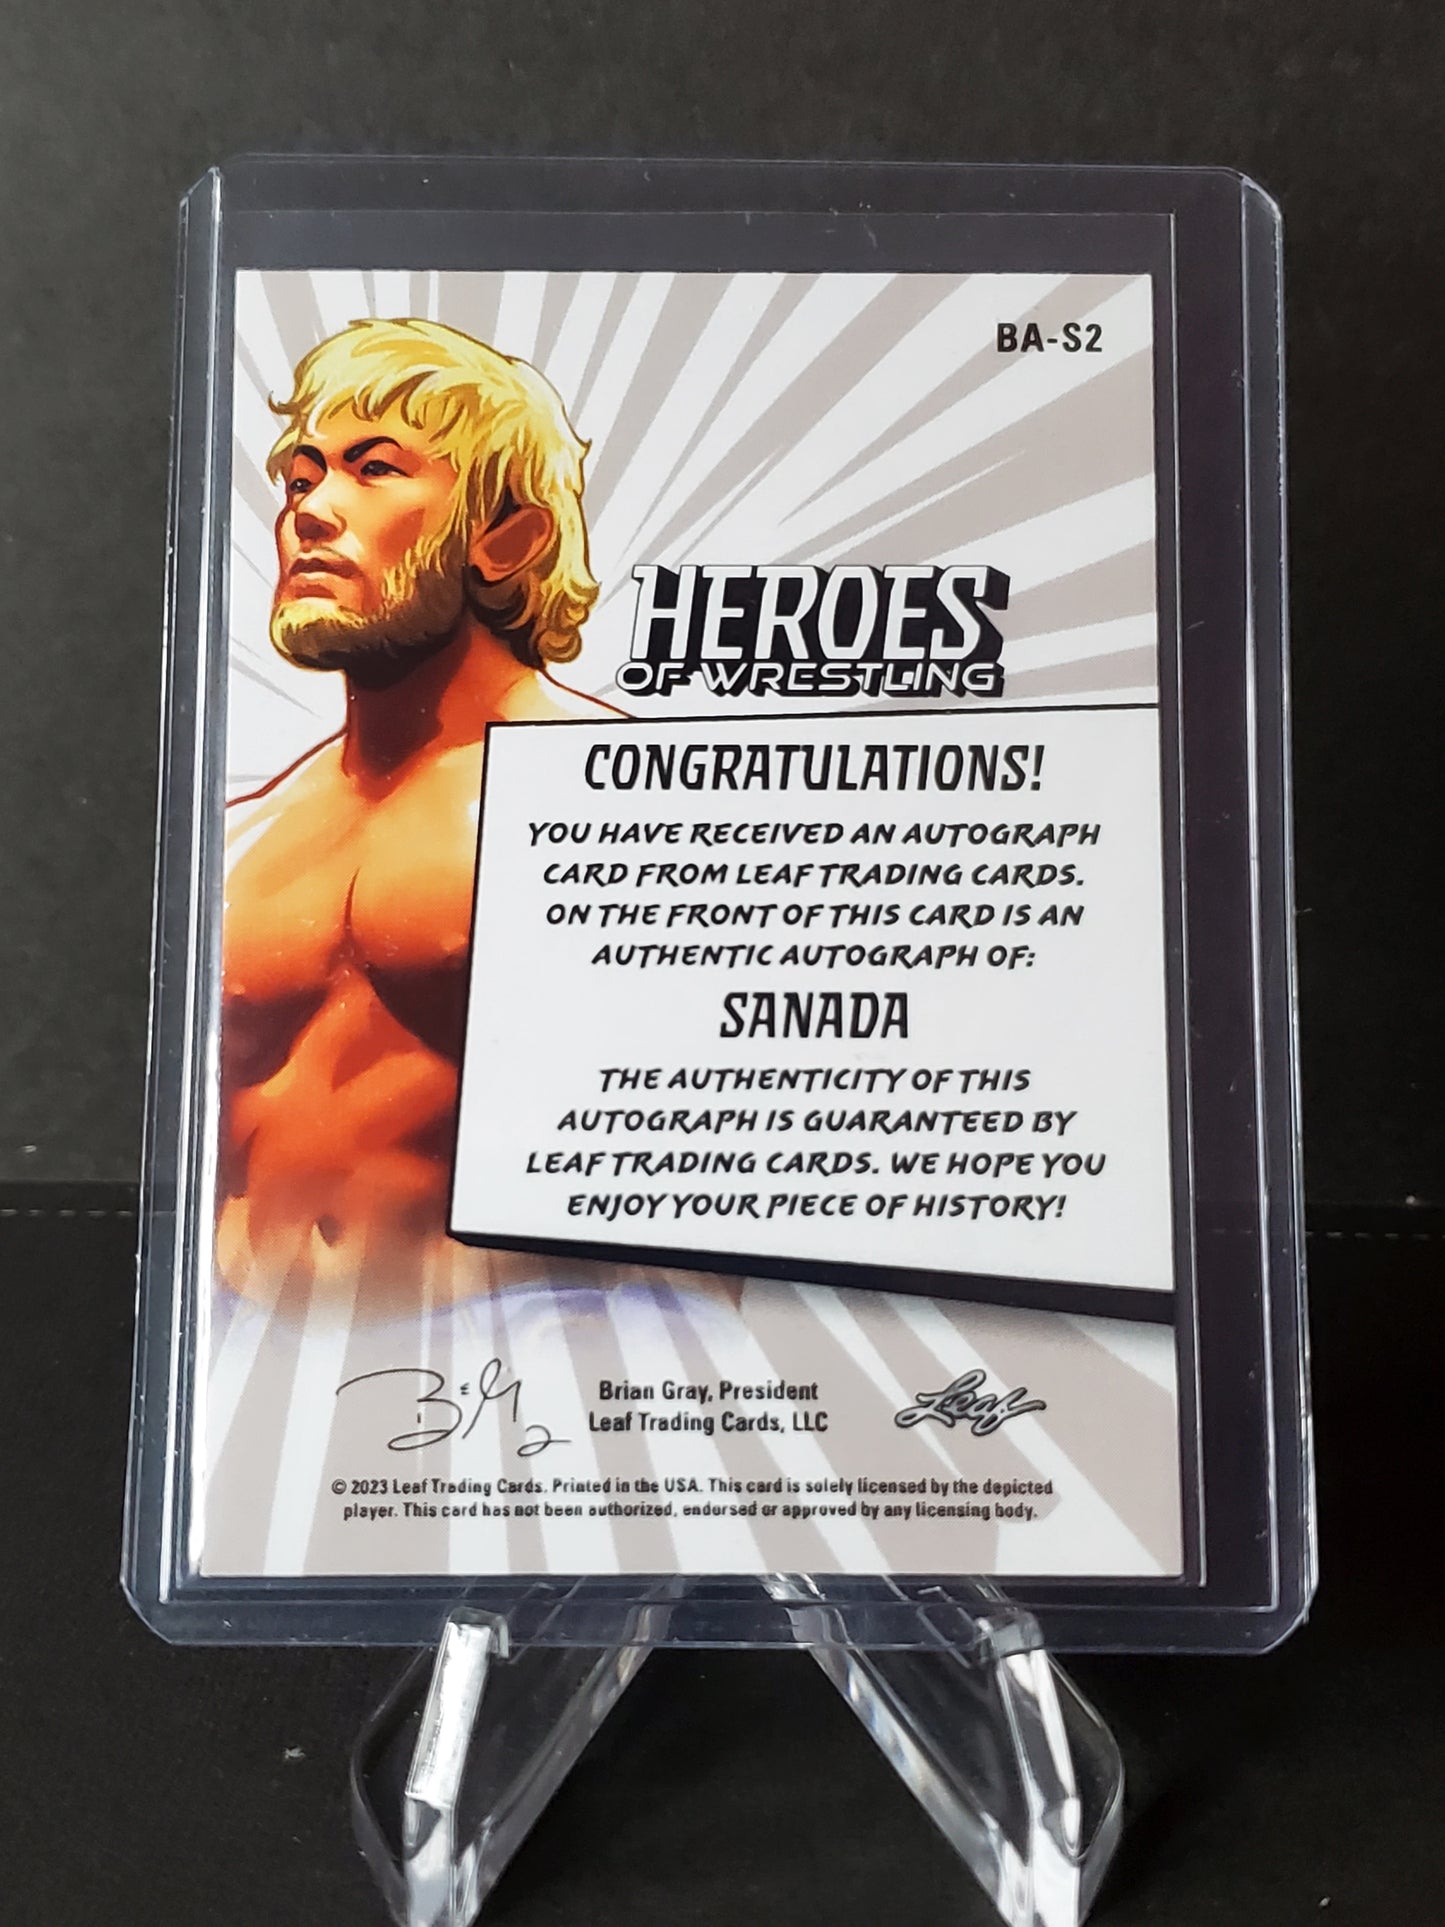 BA-S2
HEROES
OF WRESTLING
CONGRATULATIONS!
YOU HAVE RECEIVED AN AUTOGRAPH
CARD FROM LEAF TRADING CARDS.
ON THE FRONT OF THIS CARD IS AN
AUTHENTIC AUTOGRAPH OF:
SANADA
THE AUTHENTICITY OF THIS
AUTOGRAPH IS GUARANTEED BY
LEAF TRADING CARDS. WE HOPE YOU
ENJOY YOUR PIECE OF HISTORY!
Brian Gray, President
Leaf Trading Cards, LLC
Leaf
© 2023 Leaf Trading Cards. Printed in the USA. This card is solely licensed by the depicted
player. This card has not been authorized, endorsed or approved by any licensing body.